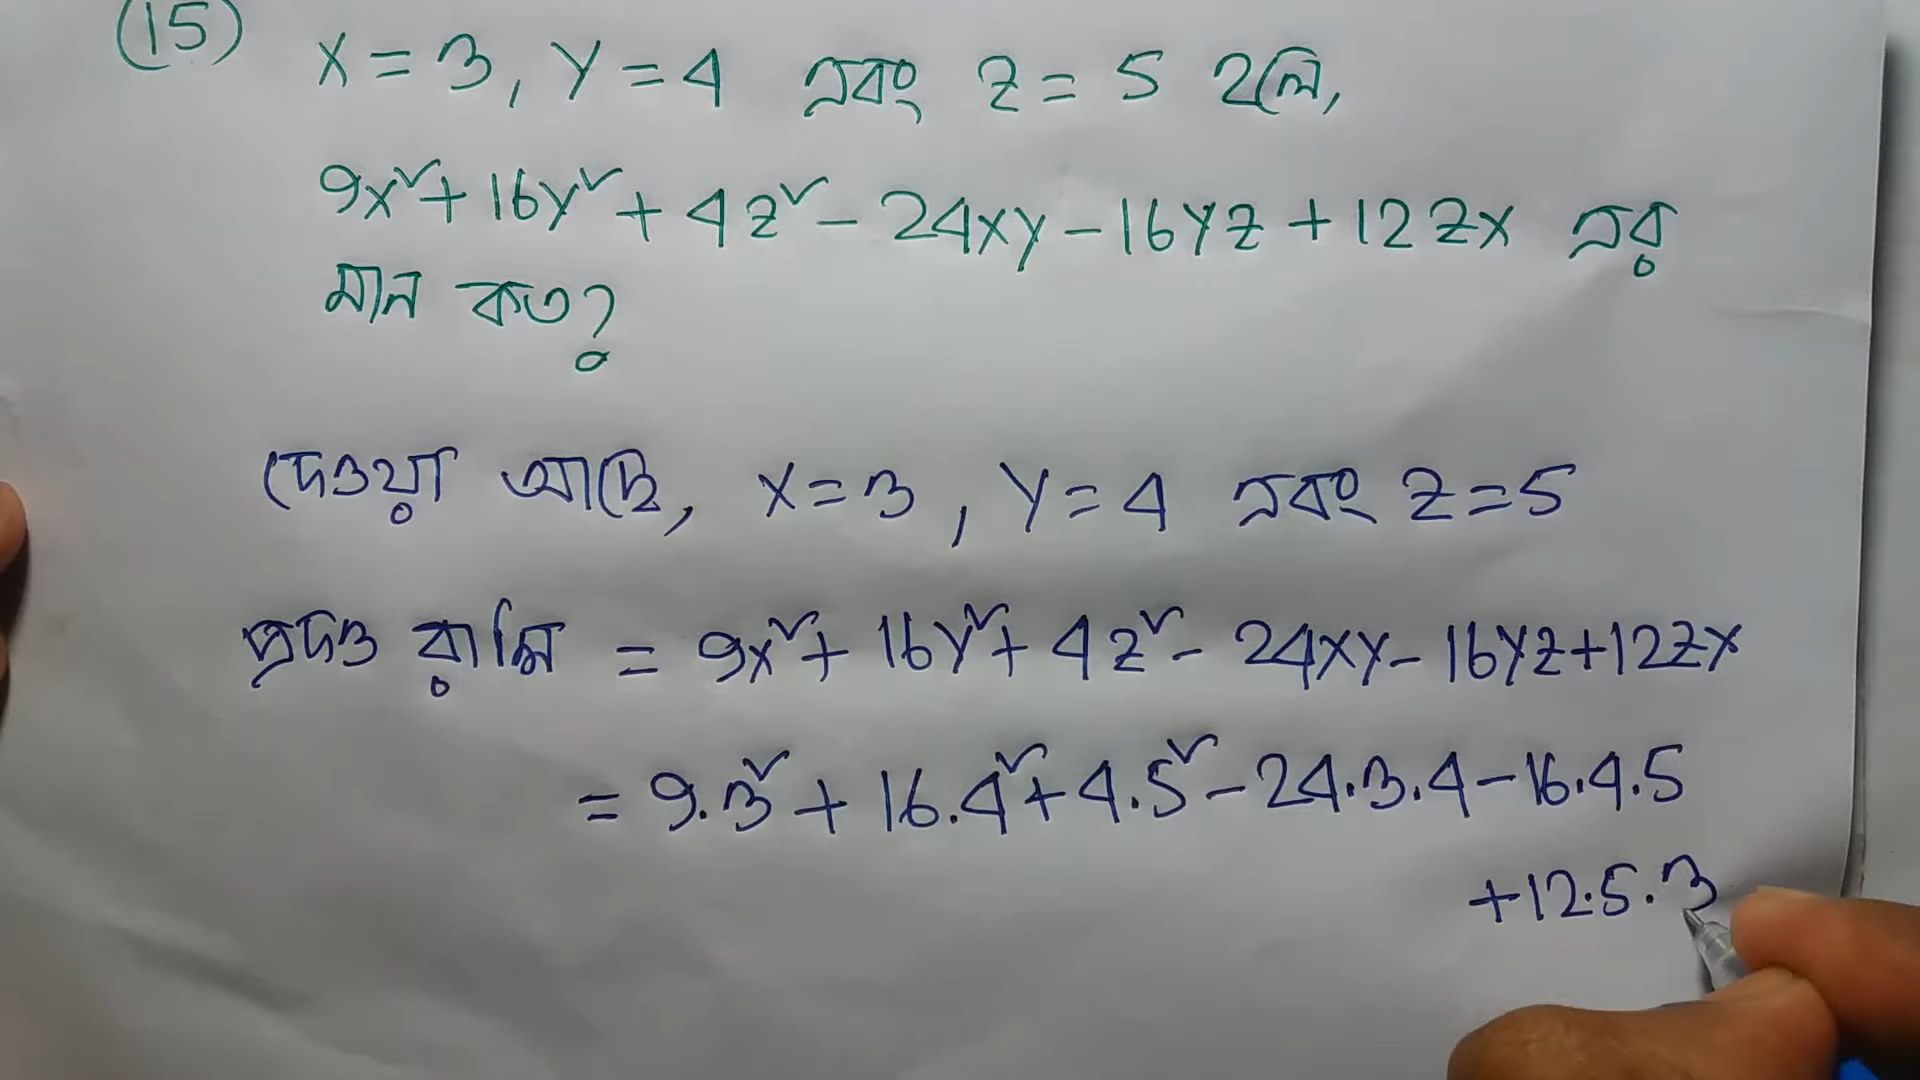 (15) x = 3, y = 4 এবং z = 5 হলে,
9x² + 16y² + 4z² - 24xy - 16yz + 12zx এর
মান কত?
দেওয়া আছে, x = 3, y = 4 এবং z = 5
প্রদত্ত রাশি = 9x² + 16y² + 4z² - 24xy - 16yz + 12zx
= 9.3² + 16.4² + 4.5² - 24.3.4 - 16.4.5
+ 12.5.3